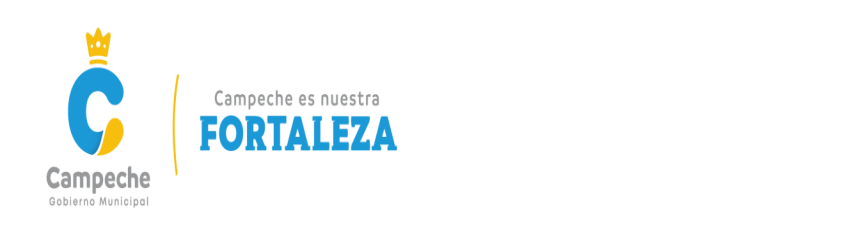 Campeche
Gobierno Municipal
Campeche es nuestra
FORTALEZA